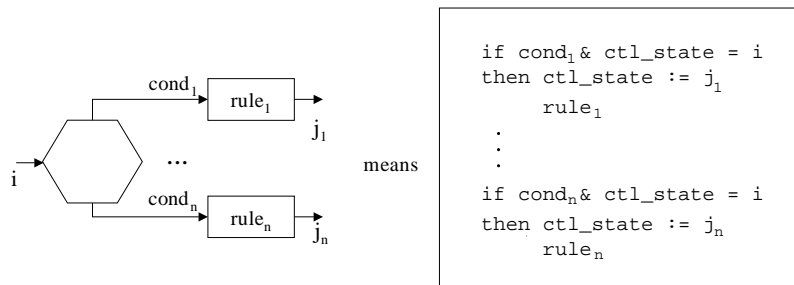 cond₁
rule₁
j₁
i
...
condₙ
ruleₙ
jₙ
means
if cond₁& ctl_state = i
then ctl_state := j₁
rule₁
.
.
.
if condₙ& ctl_state = i
then ctl_state := jₙ
ruleₙ